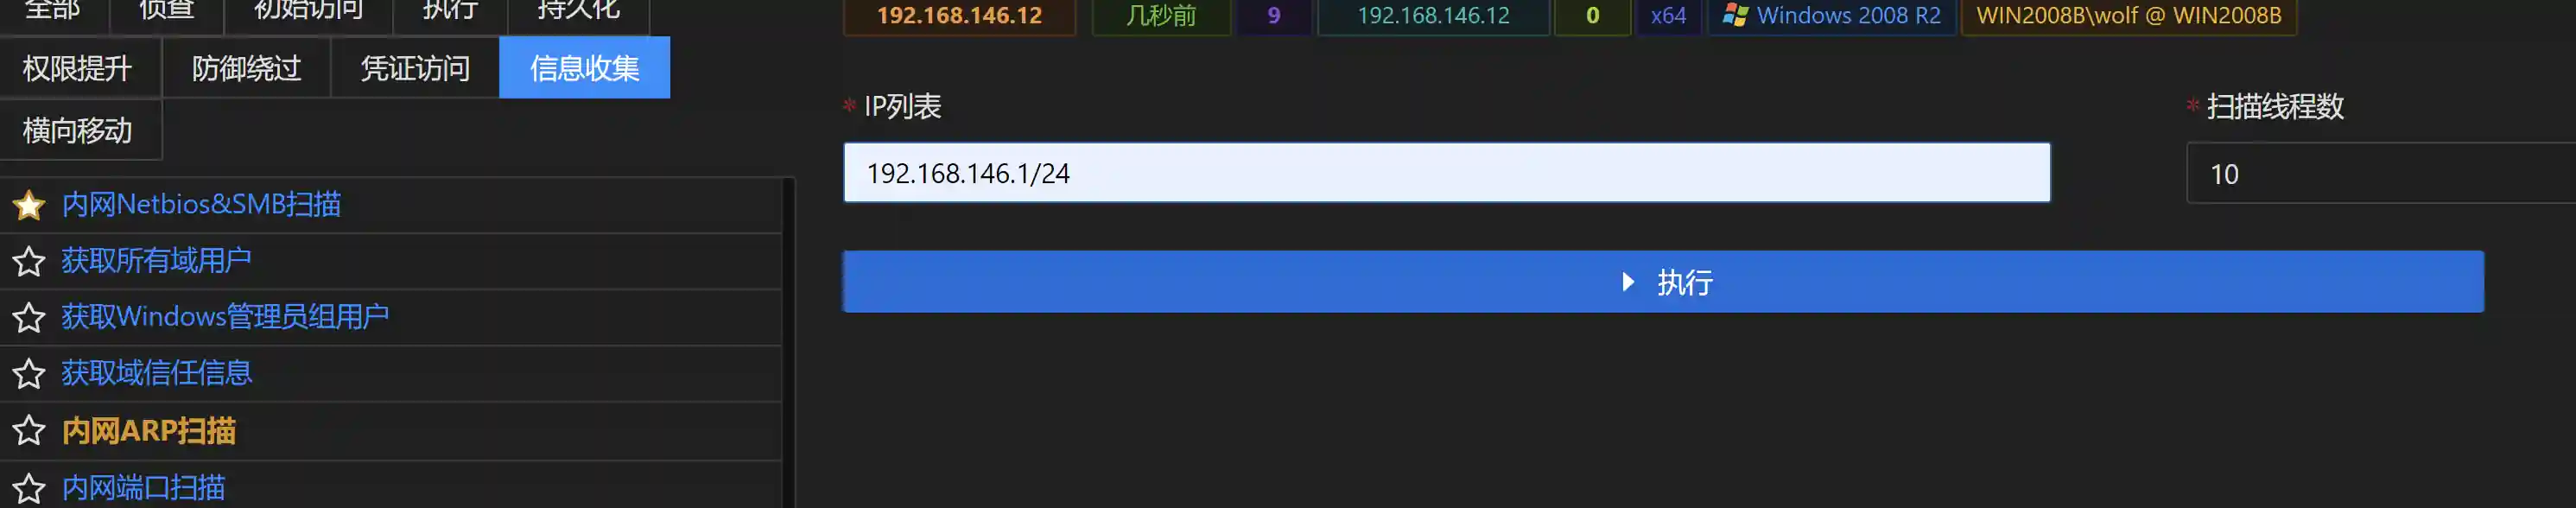 全部 侦查 初始访问 执行 持久化
权限提升 防御绕过 凭证访问 信息收集
横向移动
内网Netbios&SMB扫描
获取所有域用户
获取Windows管理员组用户
获取域信任信息
内网ARP扫描
内网端口扫描
192.168.146.12 几秒前 9 192.168.146.12 0 x64 Windows 2008 R2 WIN2008B\wolf @ WIN2008B
* IP列表 * 扫描线程数
192.168.146.1/24 10
执行